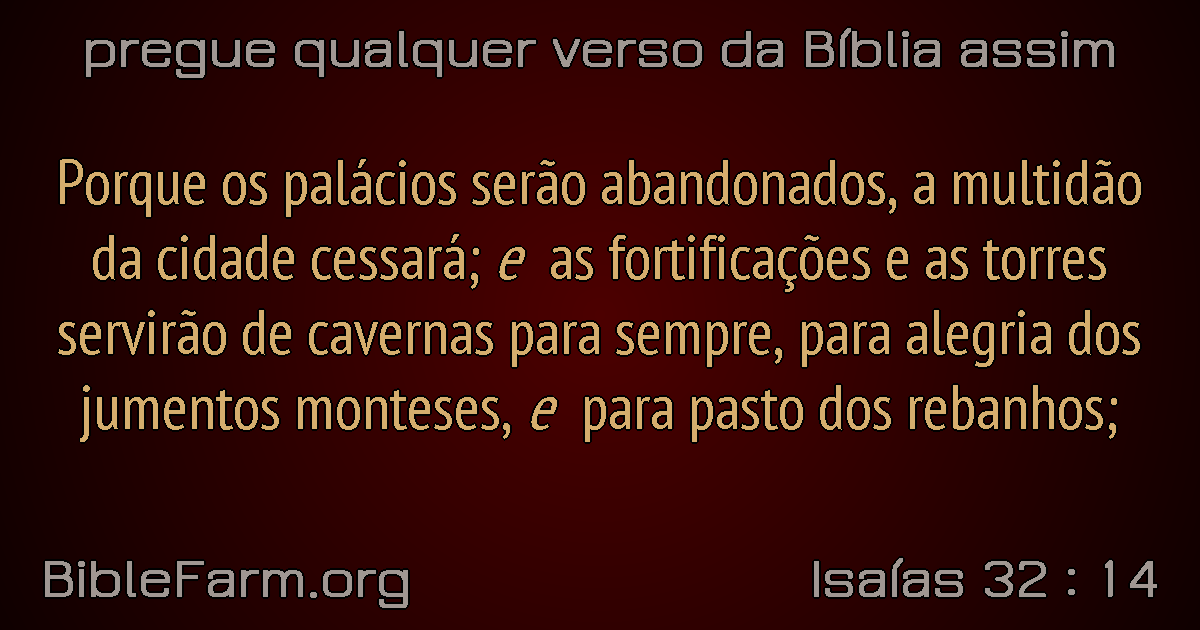 pregue qualquer verso da Bíblia assim
Porque os palácios serão abandonados, a multidão
da cidade cessará; e as fortificações e as torres
servirão de cavernas para sempre, para alegria dos
jumentos monteses, e para pasto dos rebanhos;
BibleFarm.org
Isaías 32 : 14